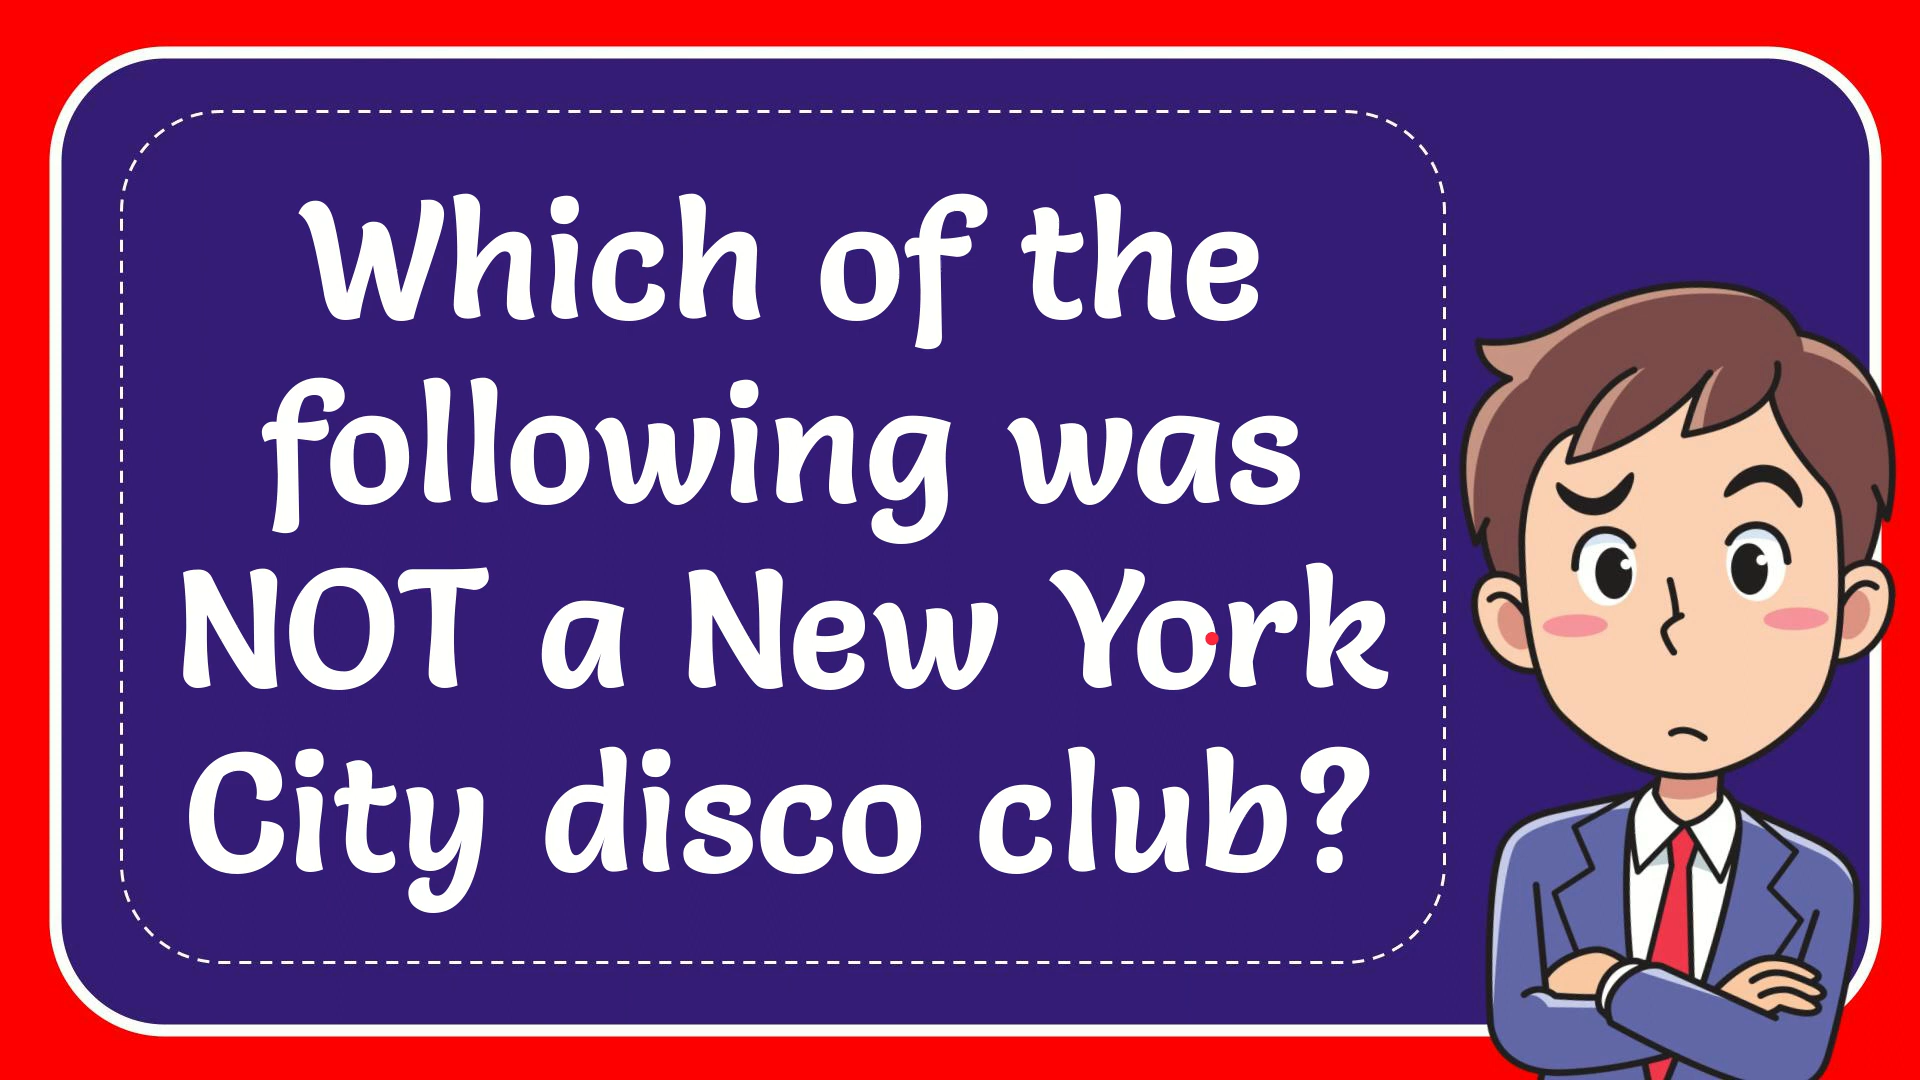 Which of the
following was
NOT a New York
City disco club?